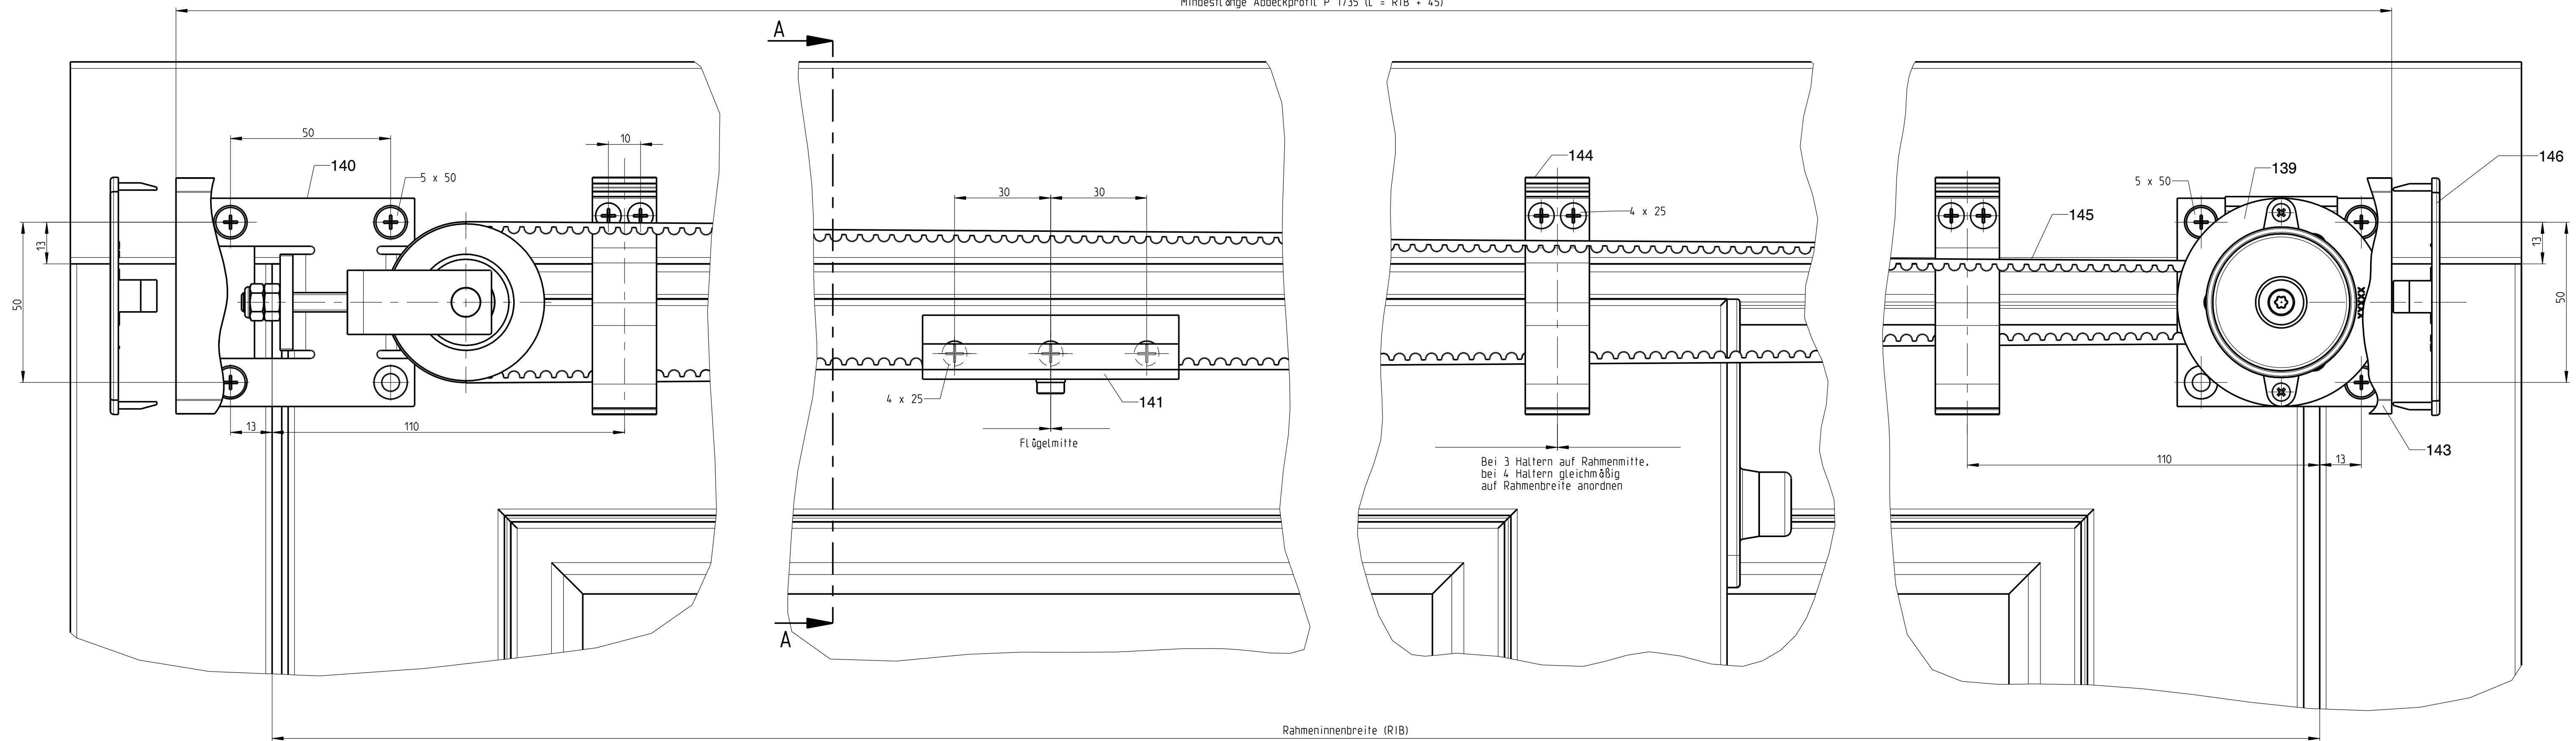 Mindestlänge Abdeckprofil P 1735 (L = RIB + 45)
A
50
140
5 x 50
10
13
50
13
110
30
30
4 x 25
141
Flügelmitte
A
144
4 x 25
Bei 3 Haltern auf Rahmenmitte.
bei 4 Haltern gleichmäßig
auf Rahmenbreite anordnen
145
5 x 50
139
146
13
50
XXXXX
143
110
13
Rahmeninnenbreite (RIB)